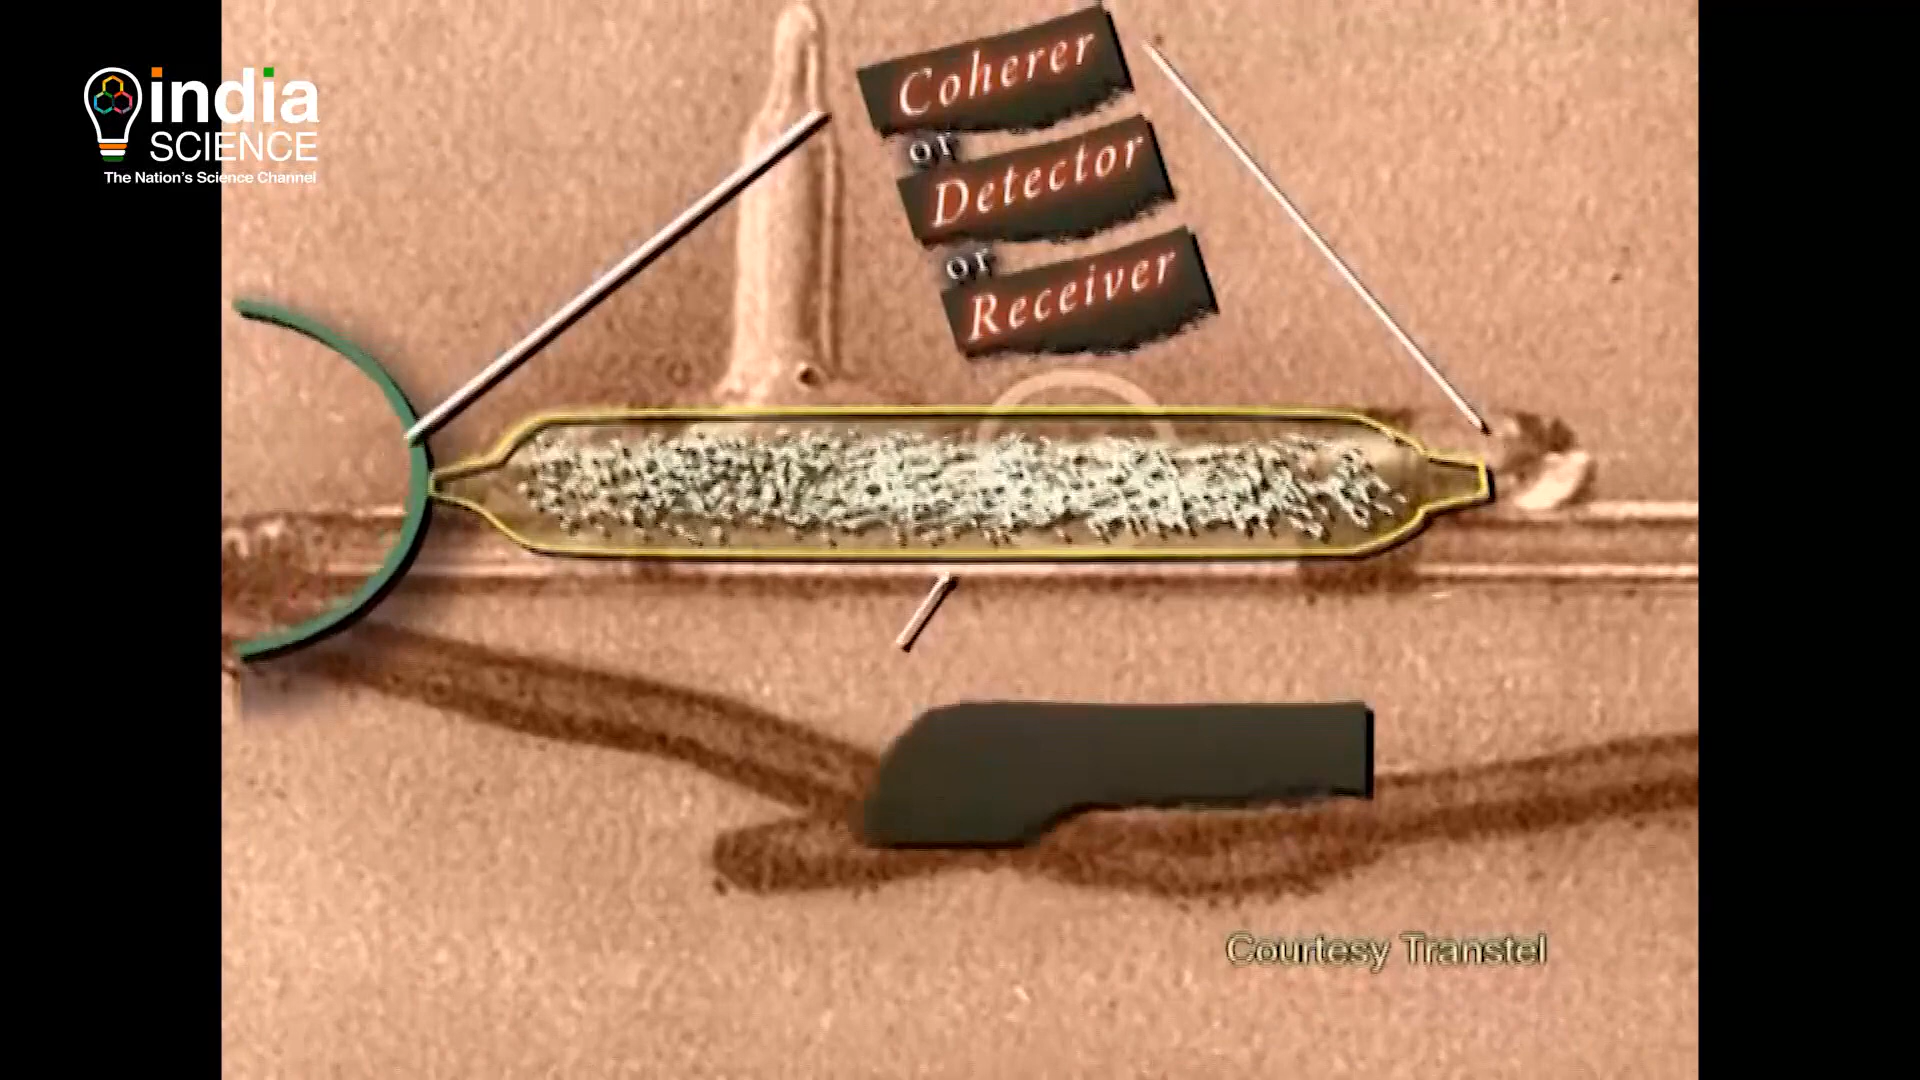 india
SCIENCE
The Nation's Science Channel
Coherer
or
Detector
or
Receiver
Courtesy Transtel